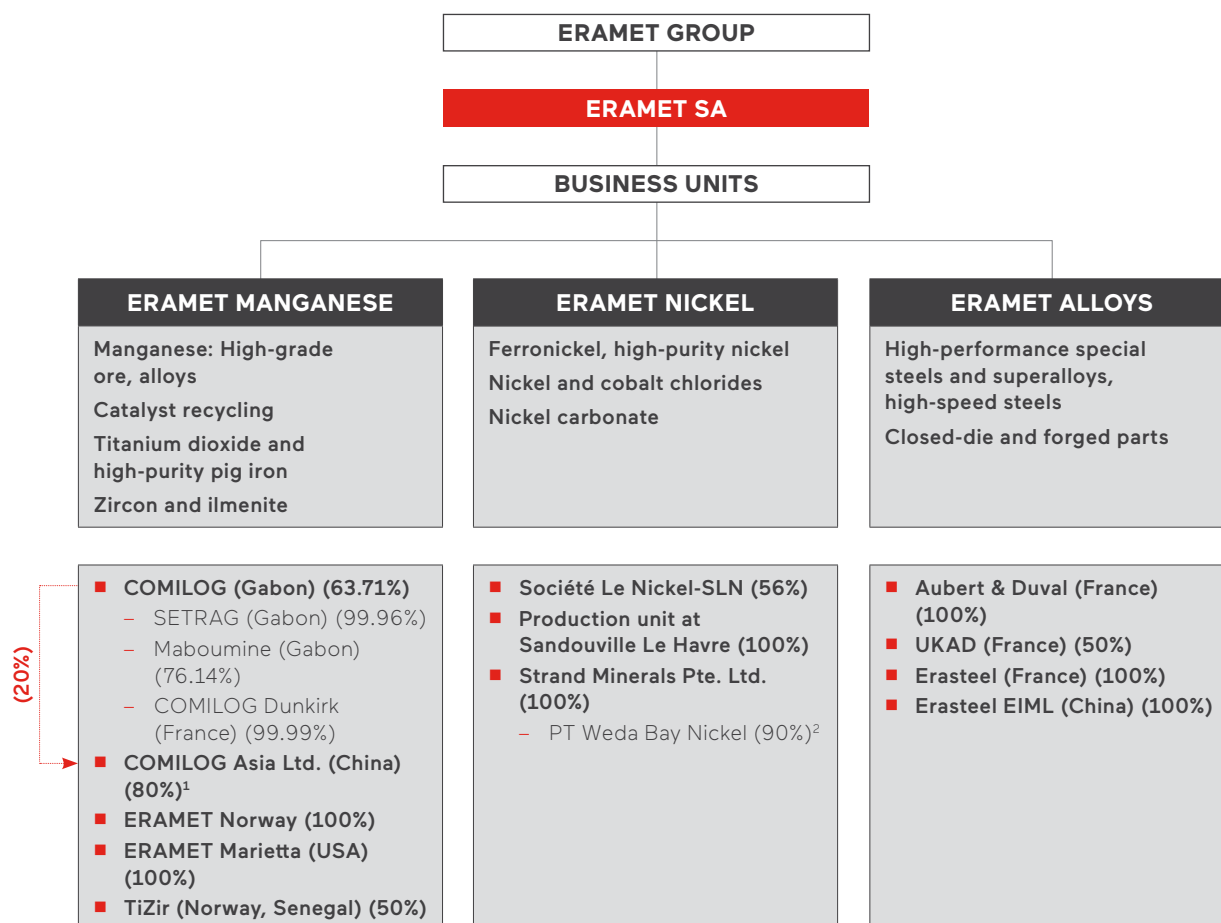 ERAMET GROUP
ERAMET SA
BUSINESS UNITS
ERAMET MANGANESE
Manganese: High-grade
ore, alloys
Catalyst recycling
Titanium dioxide and
high-purity pig iron
Zircon and ilmenite
ERAMET NICKEL
Ferronickel, high-purity nickel
Nickel and cobalt chlorides
Nickel carbonate
ERAMET ALLOYS
High-performance special
steels and superalloys,
high-speed steels
Closed-die and forged parts
(20%)
■ COMILOG (Gabon) (63.71%)
– SETRAG (Gabon) (99.96%)
– Maboumine (Gabon)
(76.14%)
– COMILOG Dunkirk
(France) (99.99%)
■ COMILOG Asia Ltd. (China)
(80%)¹
■ ERAMET Norway (100%)
■ ERAMET Marietta (USA)
(100%)
■ TiZir (Norway, Senegal) (50%)
■ Société Le Nickel-SLN (56%)
■ Production unit at
Sandouville Le Havre (100%)
■ Strand Minerals Pte. Ltd.
(100%)
– PT Weda Bay Nickel (90%)²
■ Aubert & Duval (France)
(100%)
■ UKAD (France) (50%)
■ Erasteel (France) (100%)
■ Erasteel EIML (China) (100%)